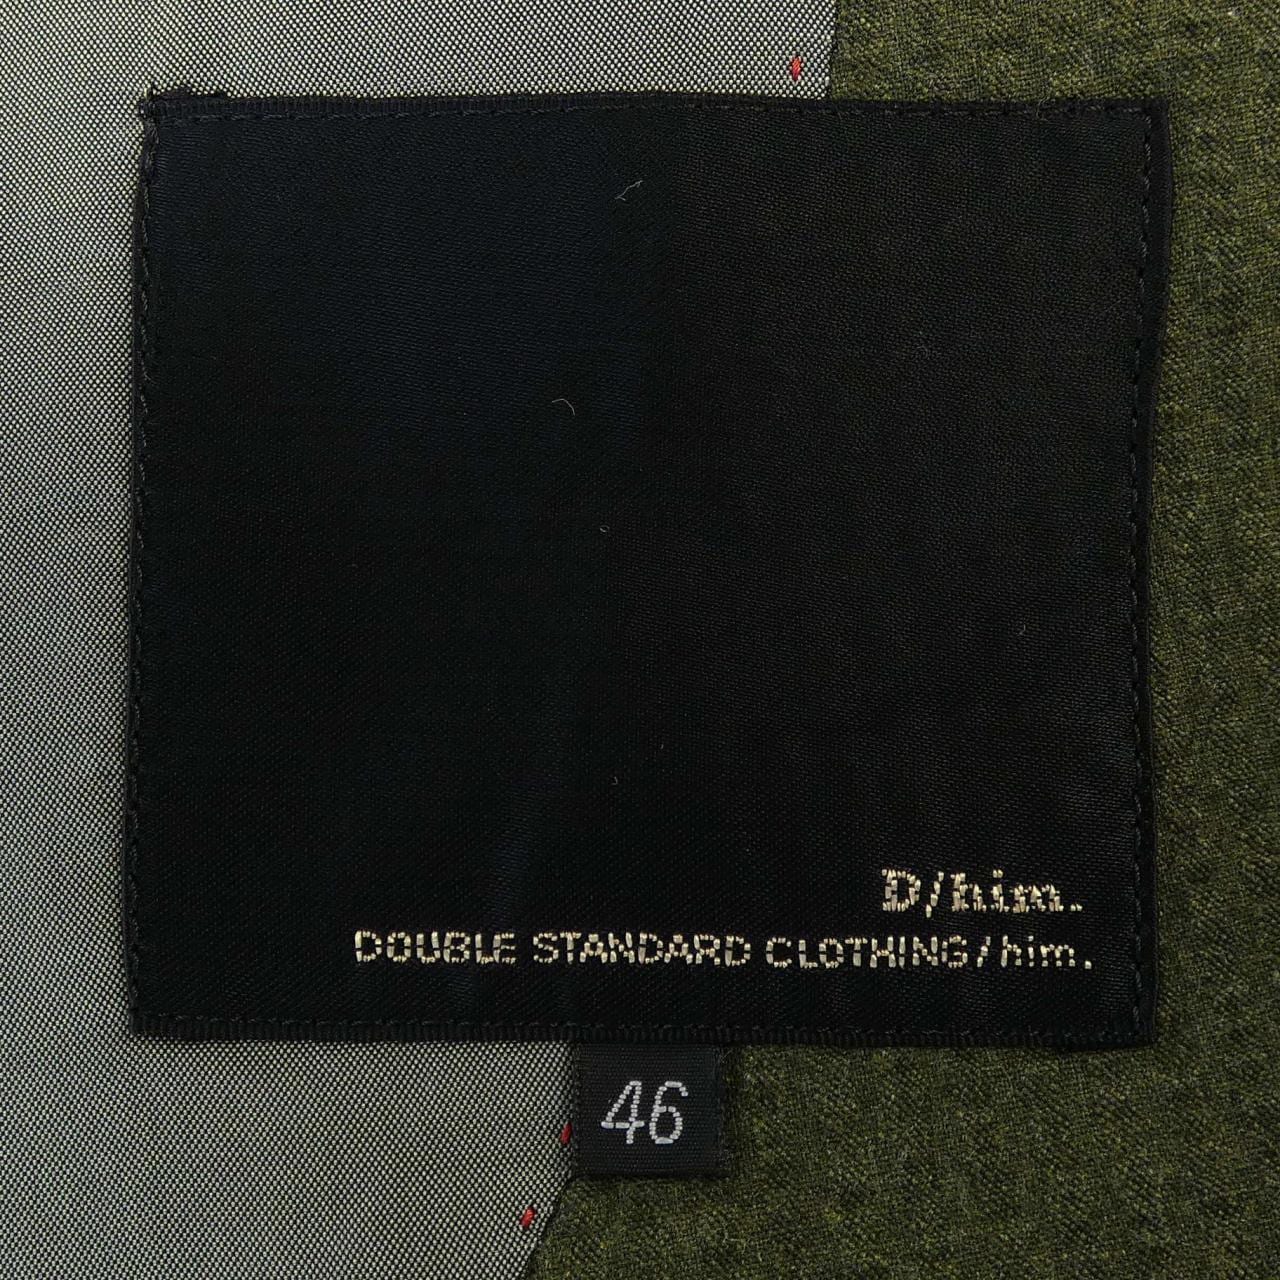 D/him.
DOUBLE STANDARD CLOTHING/him.
46